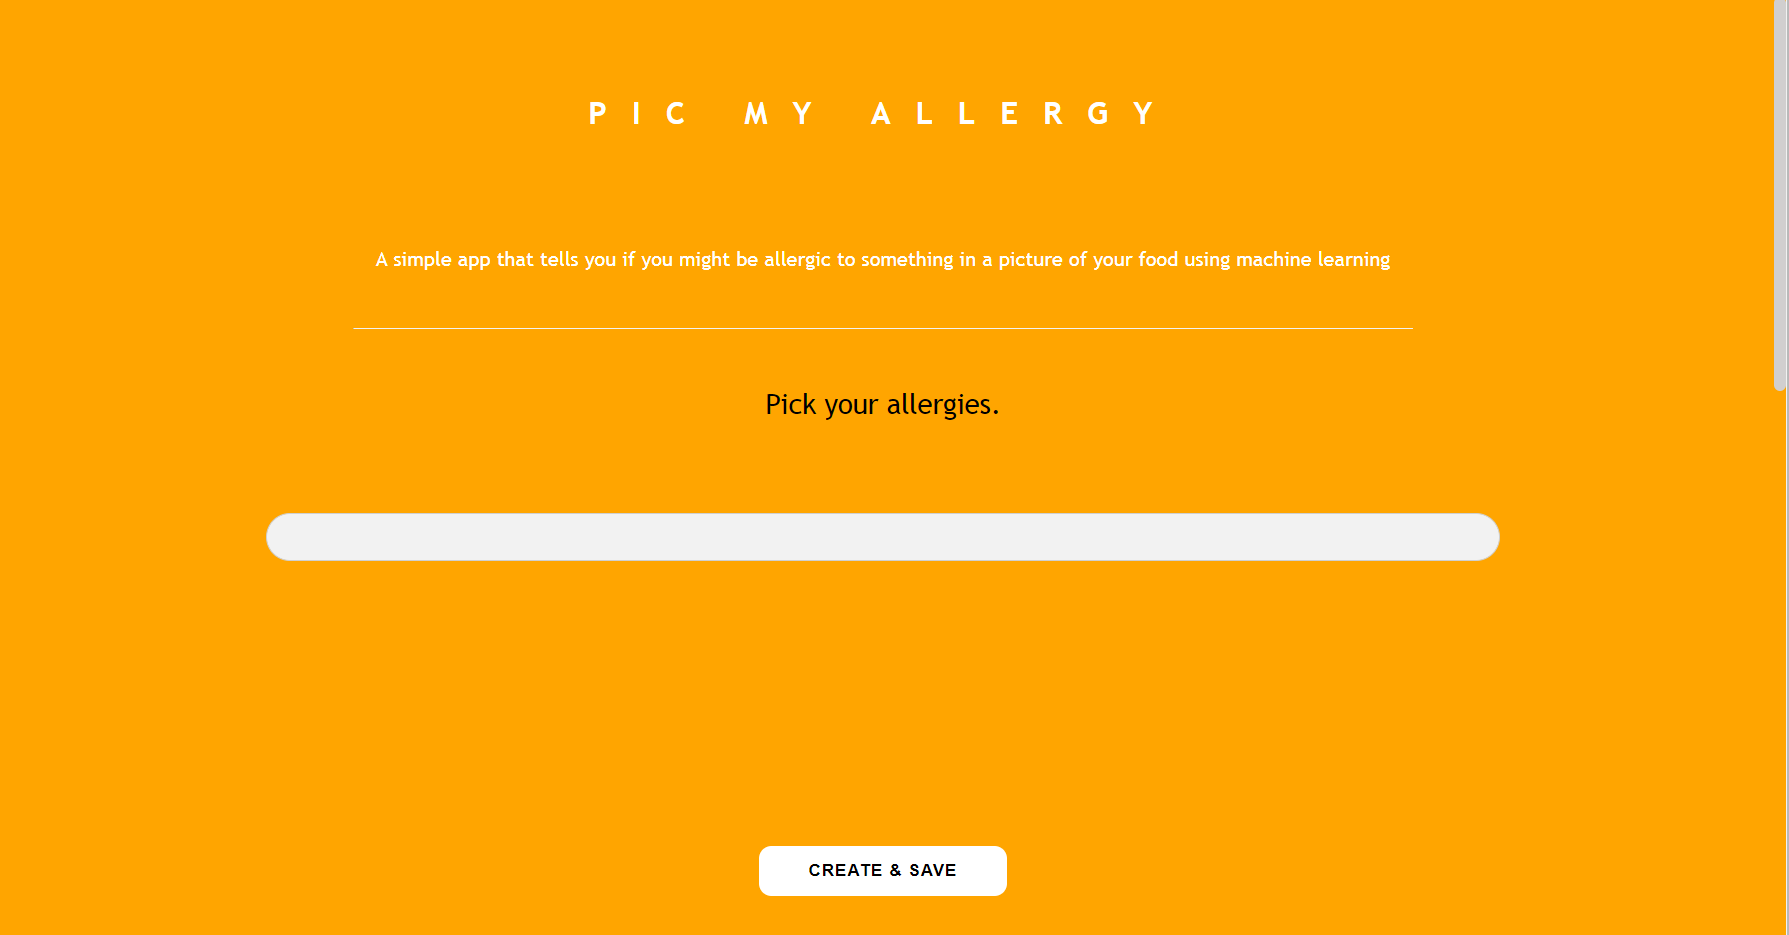 PIC MY ALLERGY
A simple app that tells you if you might be allergic to something in a picture of your food using machine learning
Pick your allergies.
CREATE & SAVE